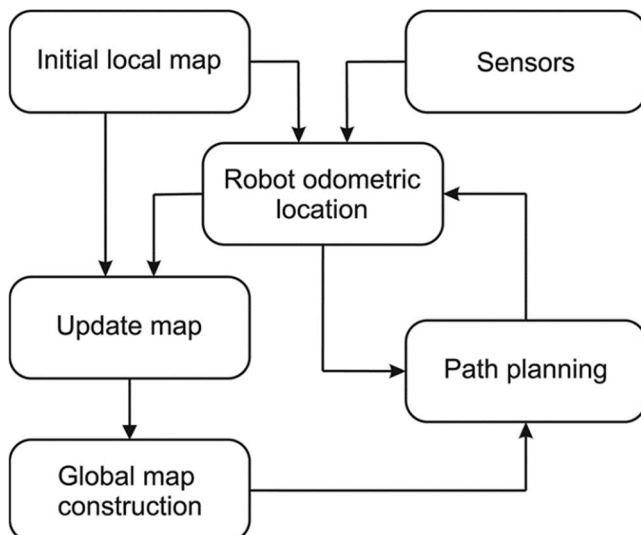 Initial local map
Sensors
Robot odometric
location
Update map
Path planning
Global map
construction